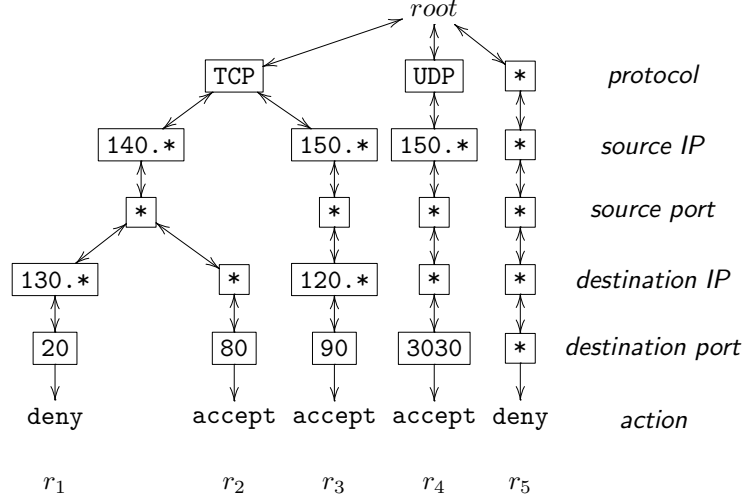 root
TCP UDP * protocol
140.* 150.* 150.* * source IP
* * * * source port
130.* * 120.* * * destination IP
20 80 90 3030 * destination port
deny accept accept accept deny action
r1 r2 r3 r4 r5